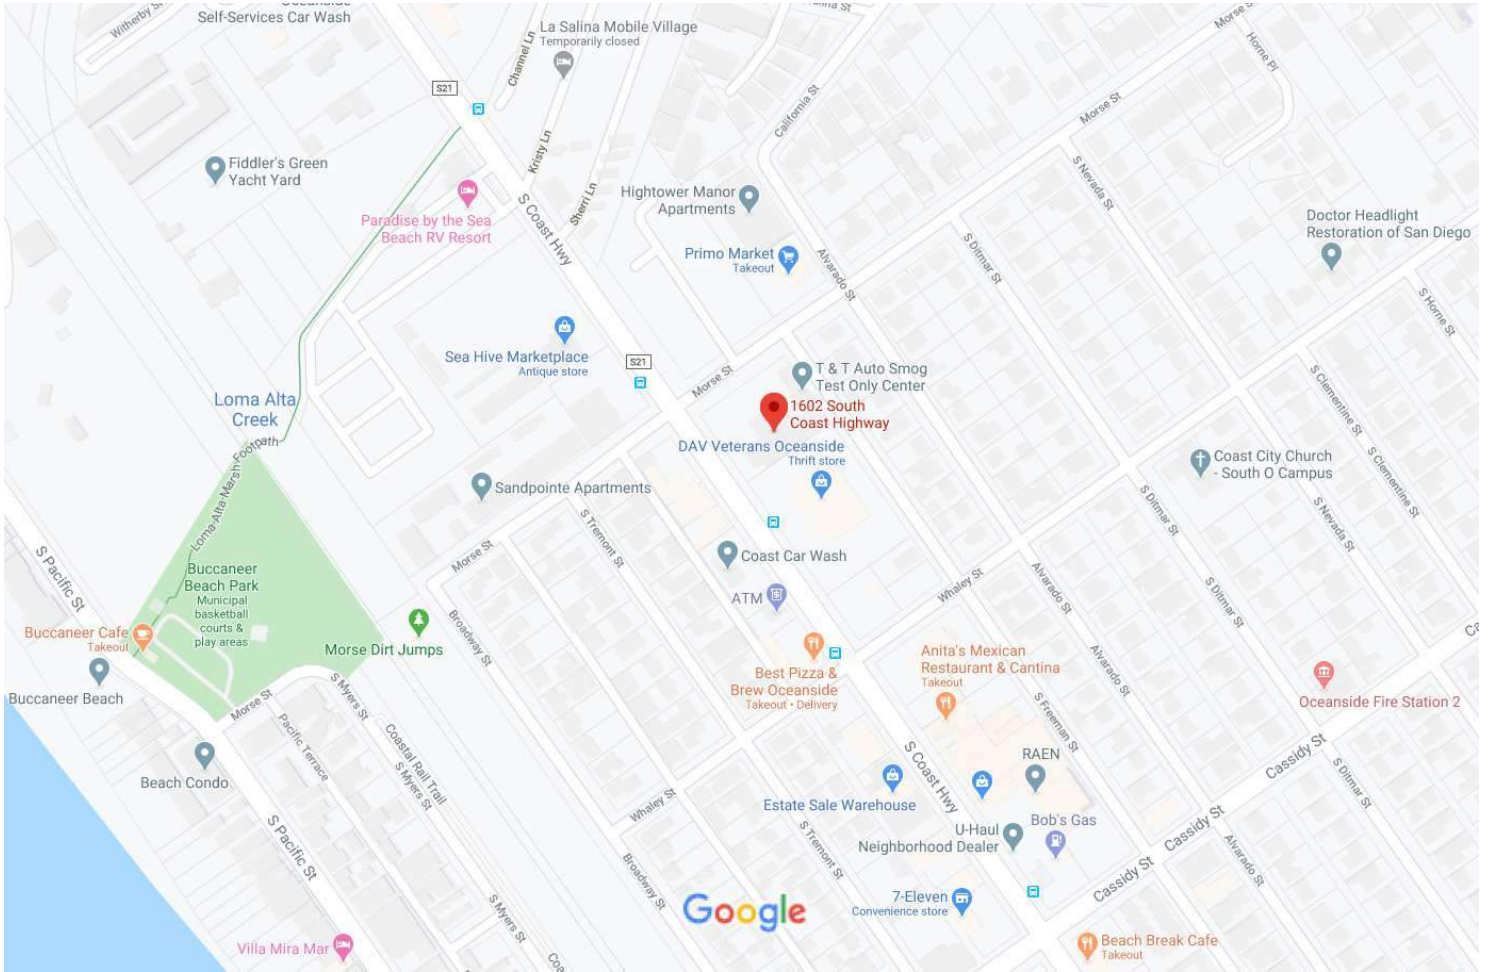 Oceanside
Self-Services Car Wash
Witherby St
La Salina Mobile Village
Temporarily closed
Channel Ln
S21
Morse St
Horne Pl
California St
Morse St
Kristy Ln
Sherri Ln
Fiddler's Green
Yacht Yard
Paradise by the Sea
Beach RV Resort
S Coast Hwy
Hightower Manor
Apartments
Primo Market
Takeout
Alvarado St
S Nevada St
S Ditmar St
Doctor Headlight
Restoration of San Diego
S Horne St
Sea Hive Marketplace
Antique store
S21
Morse St
T & T Auto Smog
Test Only Center
1602 South
Coast Highway
DAV Veterans Oceanside
Thrift store
S Clementine St
S Clementine St
Coast City Church
- South O Campus
Loma Alta
Creek
Loma-Alta-Marsh-Footpath
Sandpointe Apartments
S Tremont St
S Ditmar St
S Nevada St
Morse St
Coast Car Wash
ATM
Whaley St
Alvarado St
S Ditmar St
S Pacific St
Buccaneer
Beach Park
Municipal
basketball
courts &
play areas
Buccaneer Cafe
Takeout
Morse Dirt Jumps
Broadway St
Buccaneer Beach
Best Pizza &
Brew Oceanside
Takeout • Delivery
Anita's Mexican
Restaurant & Cantina
Takeout
Alvarado St
S Freeman St
Oceanside Fire Station 2
Morse St
S Myers St
Pacific Terrace
Coastal Rail Trail
S Myers St
Beach Condo
S Coast Hwy
RAEN
Cassidy St
S Ditmar St
Estate Sale Warehouse
Whaley St
S Pacific St
S Tremont St
U-Haul
Neighborhood Dealer
Bob's Gas
Cassidy St
Cassidy St
Alvarado St
Broadway St
S Myers St
7-Eleven
Convenience store
Google
Villa Mira Mar
Beach Break Cafe
Takeout